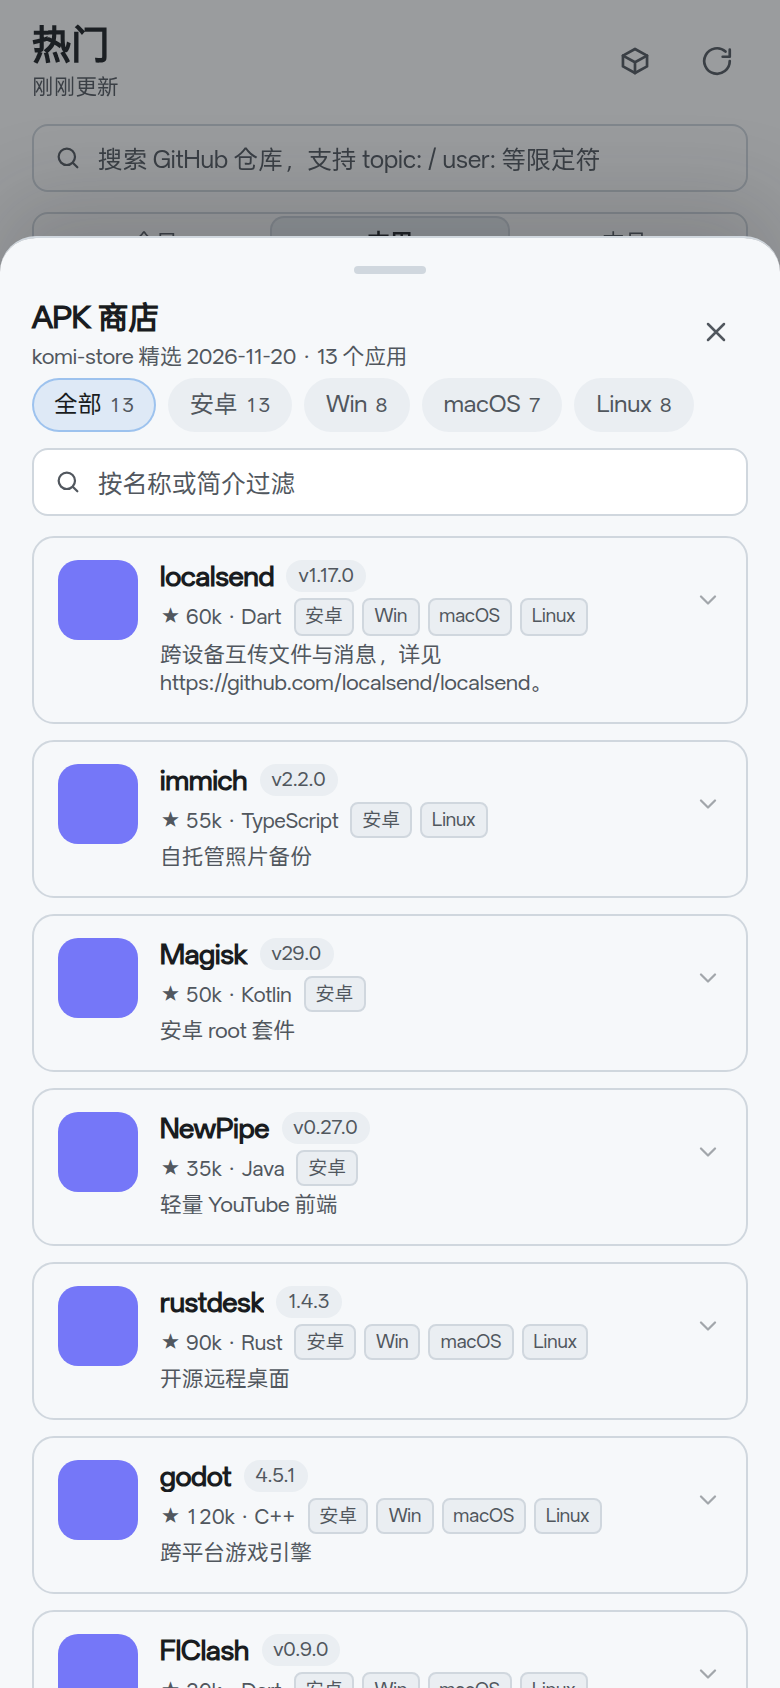 热门
刚刚更新
搜索 GitHub 仓库，支持 topic: / user: 等限定符
APK 商店
komi-store 精选 2026-11-20 · 13 个应用
全部 13 安卓 13 Win 8 macOS 7 Linux 8
按名称或简介过滤
localsend v1.17.0
★ 60k · Dart 安卓 Win macOS Linux
跨设备互传文件与消息，详见
https://github.com/localsend/localsend。
immich v2.2.0
★ 55k · TypeScript 安卓 Linux
自托管照片备份
Magisk v29.0
★ 50k · Kotlin 安卓
安卓 root 套件
NewPipe v0.27.0
★ 35k · Java 安卓
轻量 YouTube 前端
rustdesk 1.4.3
★ 90k · Rust 安卓 Win macOS Linux
开源远程桌面
godot 4.5.1
★ 120k · C++ 安卓 Win macOS Linux
跨平台游戏引擎
FlClash v0.9.0
Dart 安卓 Win macOS Linux